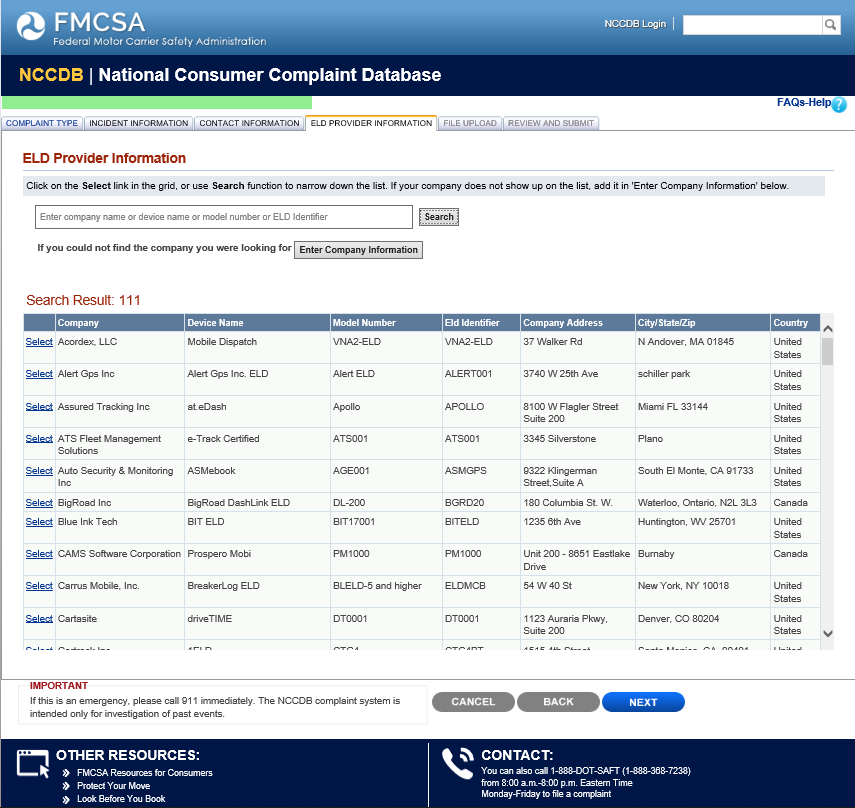 FMCSA
Federal Motor Carrier Safety Administration
NCCDB Login
NCCDB | National Consumer Complaint Database
FAQs-Help ?
COMPLAINT TYPE INCIDENT INFORMATION CONTACT INFORMATION ELD PROVIDER INFORMATION FILE UPLOAD REVIEW AND SUBMIT
ELD Provider Information
Click on the Select link in the grid, or use Search function to narrow down the list. If your company does not show up on the list, add it in 'Enter Company Information' below.
Enter company name or device name or model number or ELD Identifier Search
If you could not find the company you were looking for Enter Company Information
Search Result: 111
Company Device Name Model Number Eld Identifier Company Address City/State/Zip Country
Select Acordex, LLC Mobile Dispatch VNA2-ELD VNA2-ELD 37 Walker Rd N Andover, MA 01845 United
States
Select Alert Gps Inc Alert Gps Inc. ELD Alert ELD ALERT001 3740 W 25th Ave schiller park United
States
Select Assured Tracking Inc at.eDash Apollo APOLLO 8100 W Flagler Street Miami FL 33144 United
Suite 200 States
Select ATS Fleet Management e-Track Certified ATS001 ATS001 3345 Silverstone Plano United
Solutions States
Select Auto Security & Monitoring ASMebook AGE001 ASMGPS 9322 Klingerman South El Monte, CA 91733 United
Inc Street,Suite A States
Select BigRoad Inc BigRoad DashLink ELD DL-200 BGRD20 180 Columbia St. W. Waterloo, Ontario, N2L 3L3 Canada
Select Blue Ink Tech BIT ELD BIT17001 BITELD 1235 6th Ave Huntington, WV 25701 United
States
Select CAMS Software Corporation Prospero Mobi PM1000 PM1000 Unit 200 - 8651 Eastlake Burnaby Canada
Drive
Select Carrus Mobile, Inc. BreakerLog ELD BLELD-5 and higher ELDMCB 54 W 40 St New York, NY 10018 United
States
Select Cartasite driveTIME DT0001 DT0001 1123 Auraria Pkwy, Denver, CO 80204 United
Suite 200 States
IMPORTANT
If this is an emergency, please call 911 immediately. The NCCDB complaint system is
intended only for investigation of past events.
CANCEL BACK NEXT
OTHER RESOURCES:
FMCSA Resources for Consumers
Protect Your Move
Look Before You Book
CONTACT:
You can also call 1-888-DOT-SAFT (1-888-368-7238)
from 8:00 a.m.-8:00 p.m. Eastern Time
Monday-Friday to file a complaint